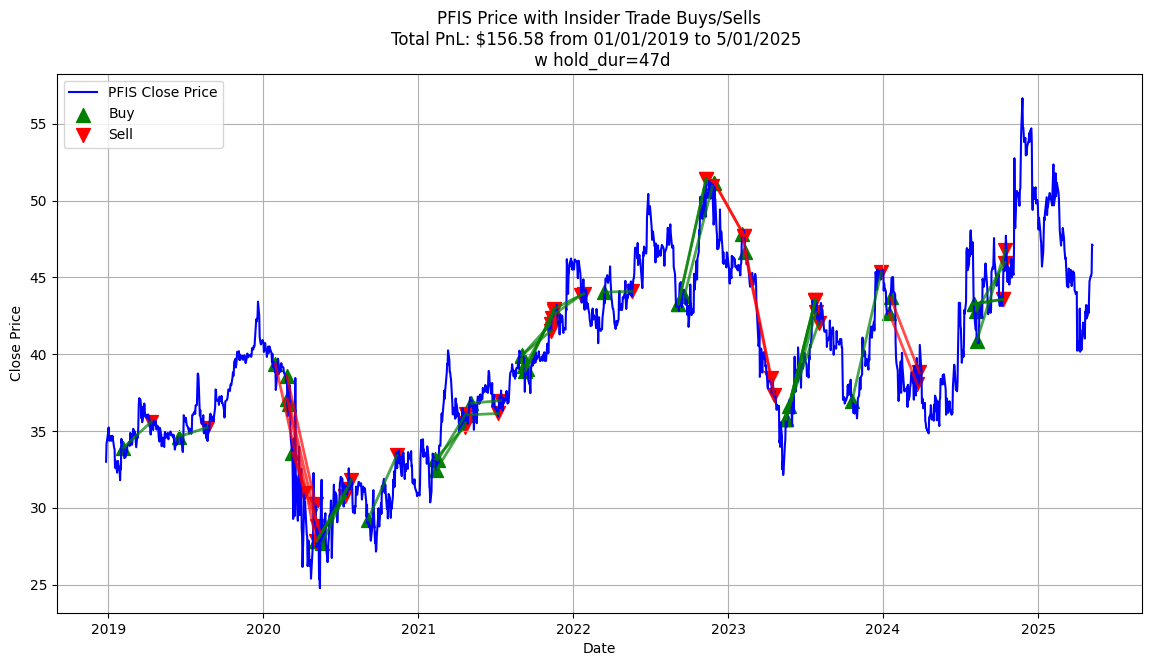 PFIS Price with Insider Trade Buys/Sells
Total PnL: $156.58 from 01/01/2019 to 5/01/2025
w hold_dur=47d
PFIS Close Price
Buy
Sell
Close Price
55
50
45
40
35
30
25
2019 2020 2021 2022 2023 2024 2025
Date